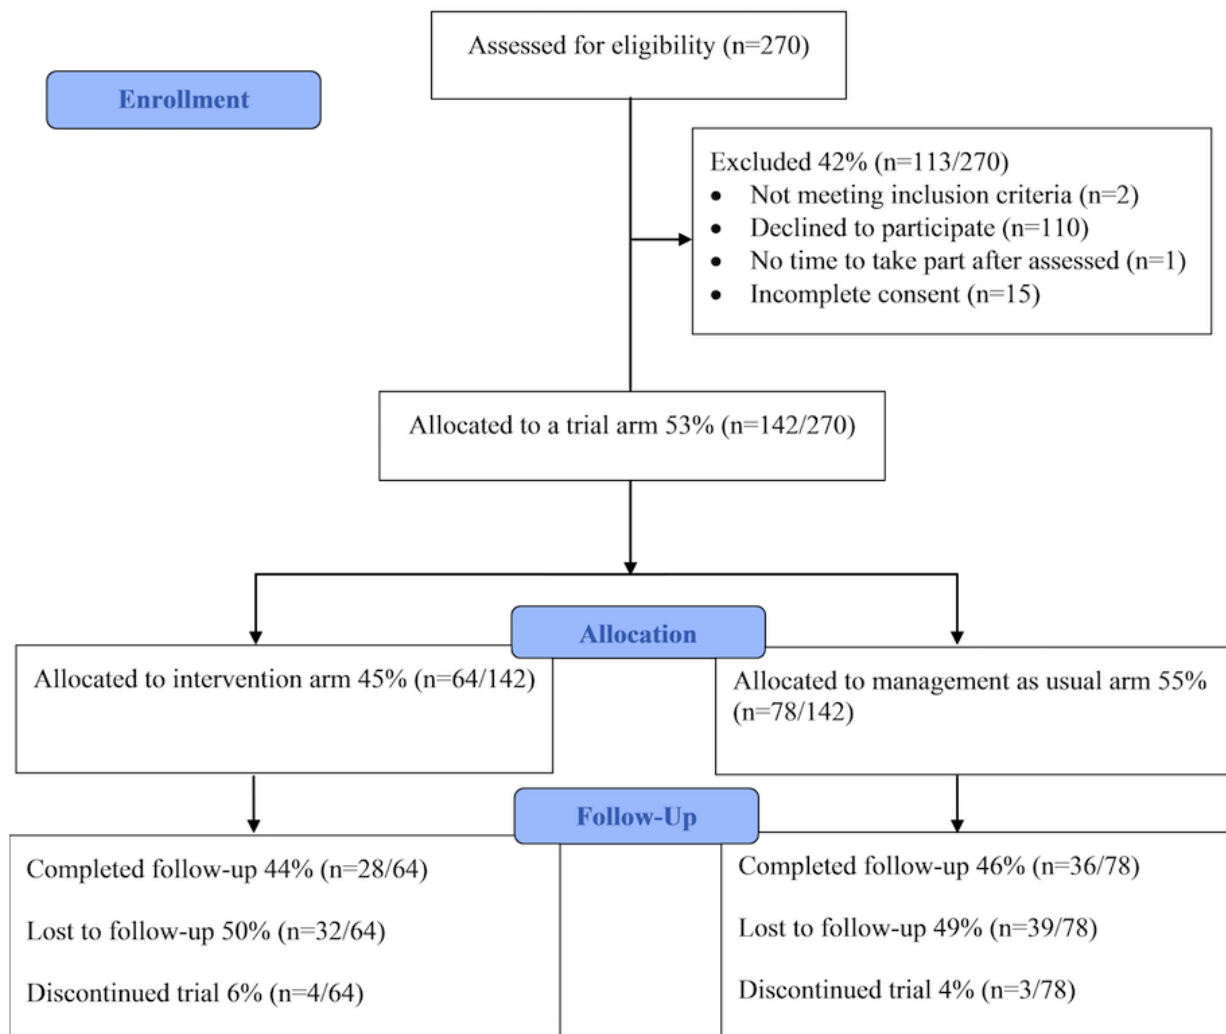 Assessed for eligibility (n=270)
Enrollment
Excluded 42% (n=113/270)
• Not meeting inclusion criteria (n=2)
• Declined to participate (n=110)
• No time to take part after assessed (n=1)
• Incomplete consent (n=15)
Allocated to a trial arm 53% (n=142/270)
Allocation
Allocated to intervention arm 45% (n=64/142)
Allocated to management as usual arm 55%
(n=78/142)
Follow-Up
Completed follow-up 44% (n=28/64)
Lost to follow-up 50% (n=32/64)
Discontinued trial 6% (n=4/64)
Completed follow-up 46% (n=36/78)
Lost to follow-up 49% (n=39/78)
Discontinued trial 4% (n=3/78)